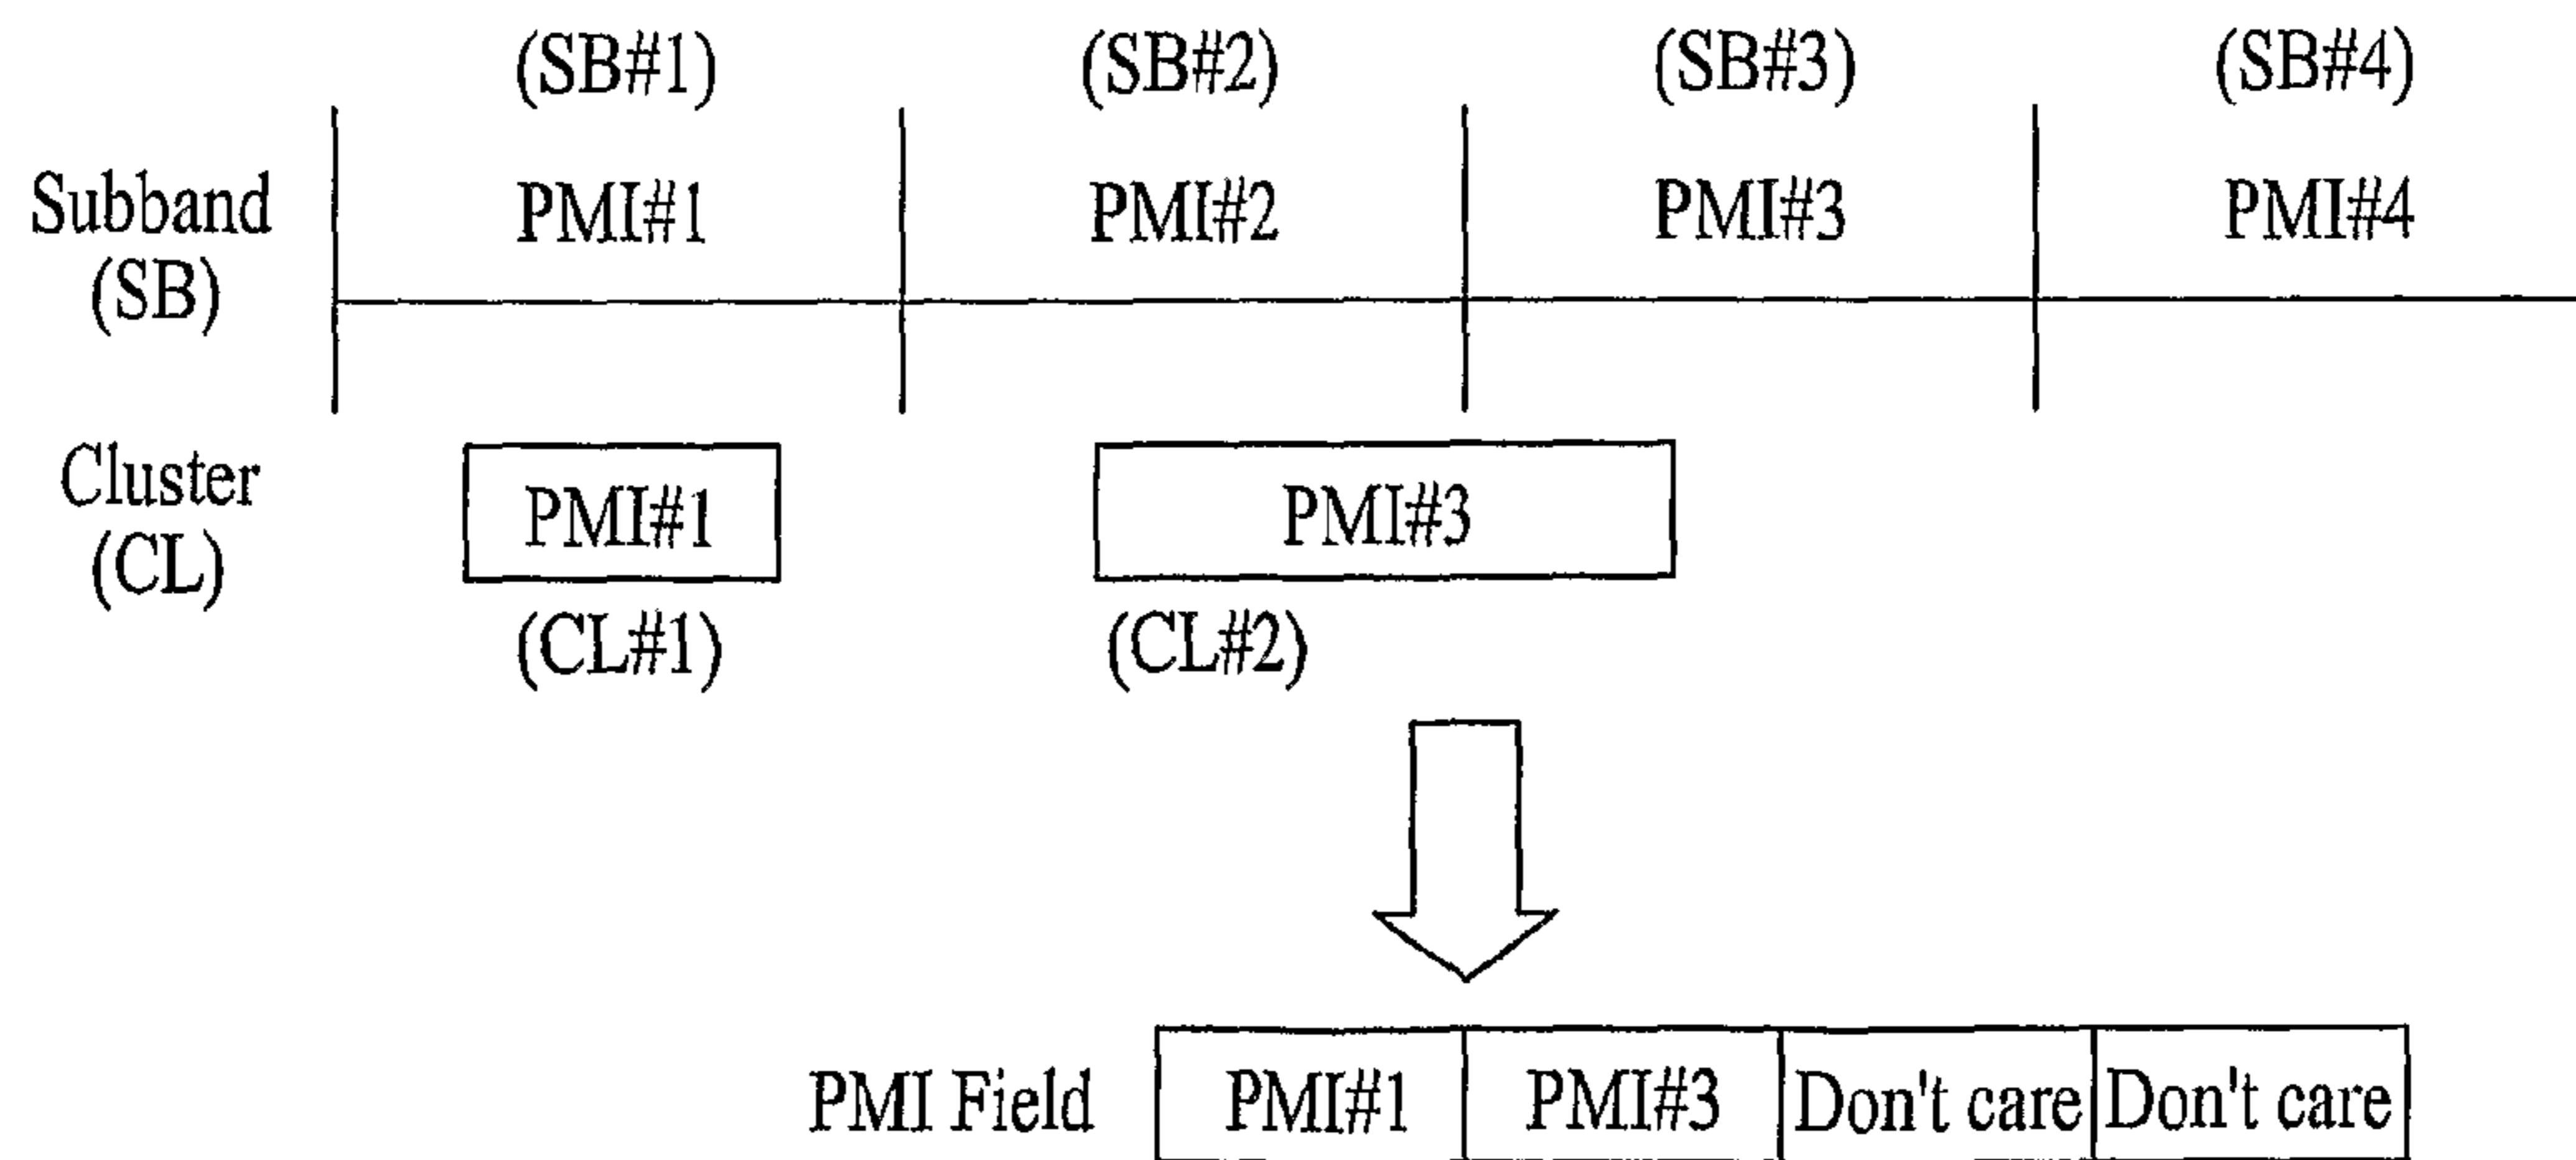 (SB#1) (SB#2) (SB#3) (SB#4)
Subband
(SB)
PMI#1 PMI#2 PMI#3 PMI#4
Cluster
(CL)
PMI#1 PMI#3
(CL#1) (CL#2)
PMI Field PMI#1 PMI#3 Don't care Don't care